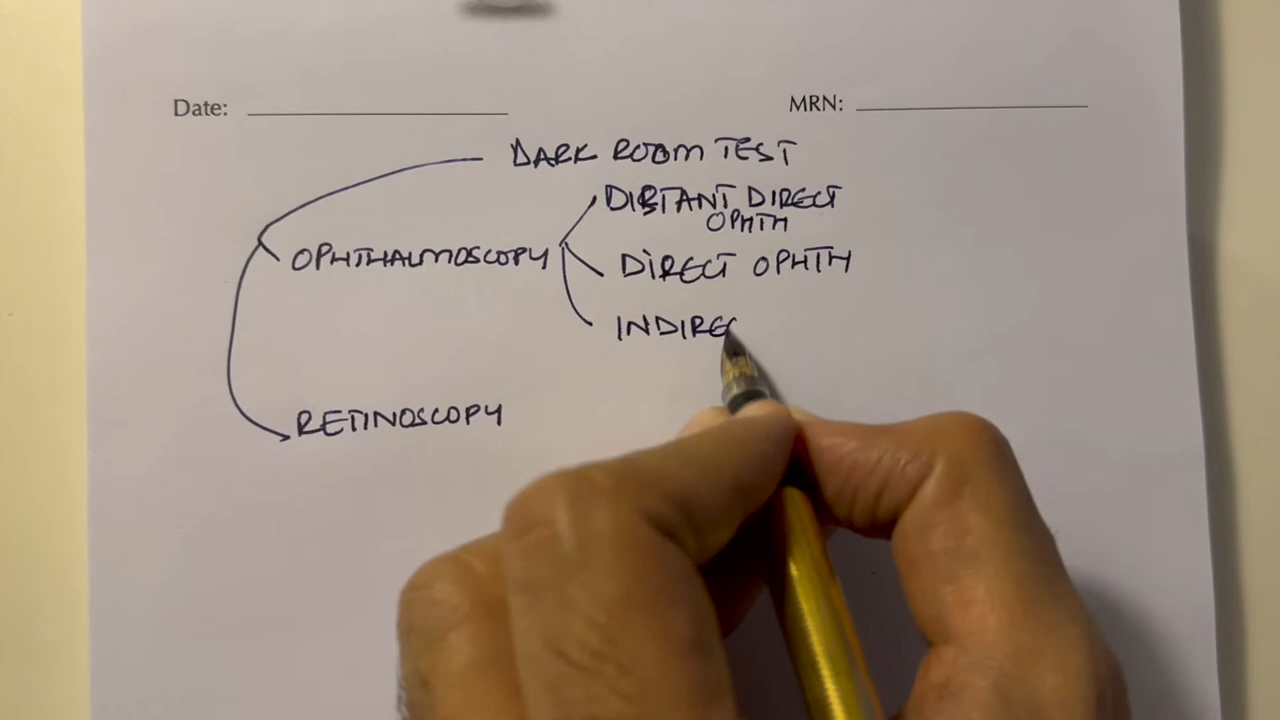 Date: MRN:
DARK ROOM TEST
DISTANT DIRECT
OPHTH
OPHTHALMOSCOPY
DIRECT OPHTH
INDIREC
RETINOSCOPY